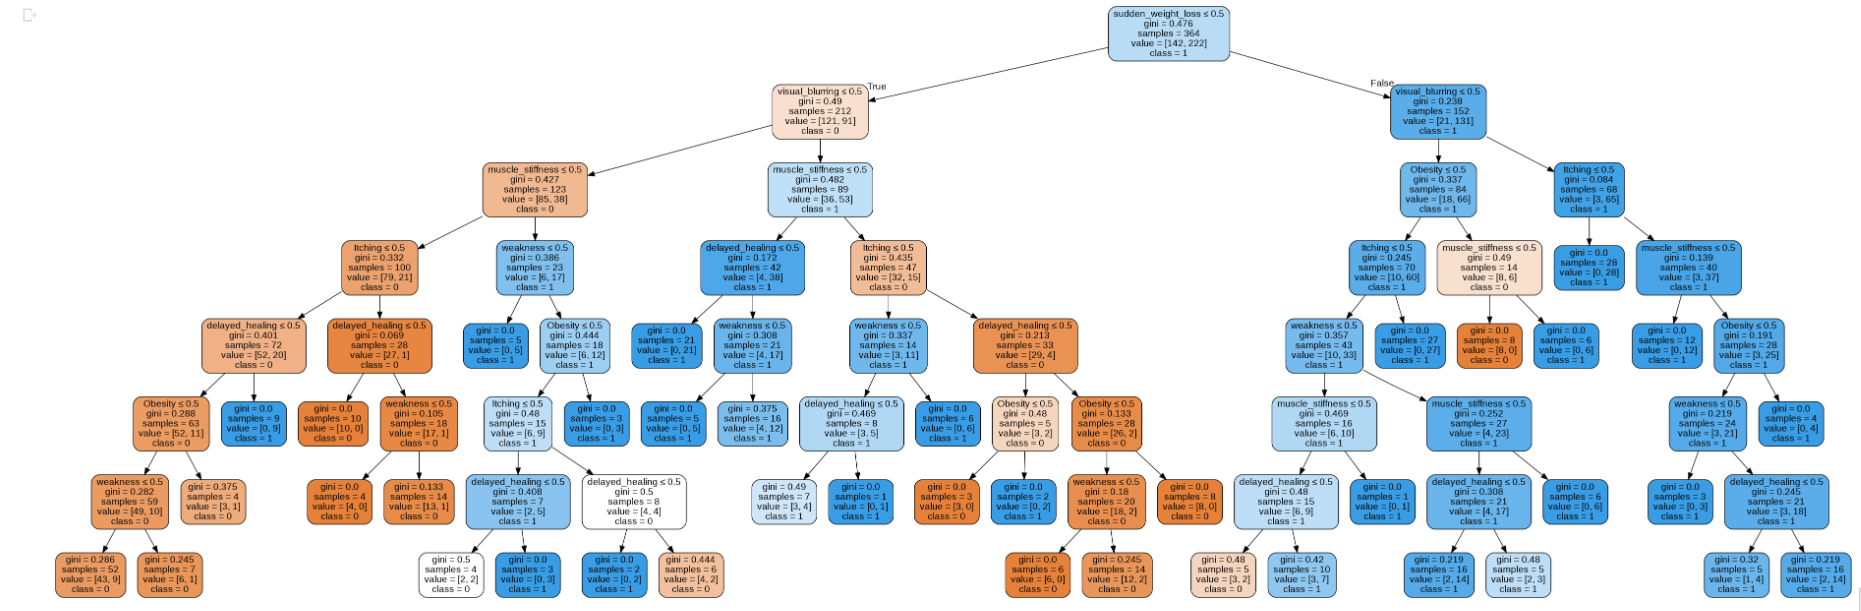 sudden_weight_loss ≤ 0.5
gini = 0.476
samples = 364
value = [142, 222]
class = 1
True
False
visual_blurring ≤ 0.5
gini = 0.49
samples = 212
value = [121, 91]
class = 0
visual_blurring ≤ 0.5
gini = 0.238
samples = 152
value = [21, 131]
class = 1
muscle_stiffness ≤ 0.5
gini = 0.427
samples = 123
value = [85, 38]
class = 0
muscle_stiffness ≤ 0.5
gini = 0.482
samples = 89
value = [36, 53]
class = 1
Obesity ≤ 0.5
gini = 0.337
samples = 84
value = [18, 66]
class = 1
Itching ≤ 0.5
gini = 0.084
samples = 68
value = [3, 65]
class = 1
Itching ≤ 0.5
gini = 0.332
samples = 100
value = [79, 21]
class = 0
weakness ≤ 0.5
gini = 0.386
samples = 23
value = [6, 17]
class = 1
delayed_healing ≤ 0.5
gini = 0.172
samples = 42
value = [4, 38]
class = 1
Itching ≤ 0.5
gini = 0.435
samples = 47
value = [32, 15]
class = 0
Itching ≤ 0.5
gini = 0.245
samples = 70
value = [10, 60]
class = 1
muscle_stiffness ≤ 0.5
gini = 0.49
samples = 14
value = [8, 6]
class = 0
gini = 0.0
samples = 28
value = [0, 28]
class = 1
muscle_stiffness ≤ 0.5
gini = 0.139
samples = 40
value = [3, 37]
class = 1
delayed_healing ≤ 0.5
gini = 0.401
samples = 72
value = [52, 20]
class = 0
delayed_healing ≤ 0.5
gini = 0.069
samples = 28
value = [27, 1]
class = 0
gini = 0.0
samples = 5
value = [0, 5]
class = 1
Obesity ≤ 0.5
gini = 0.444
samples = 18
value = [6, 12]
class = 1
gini = 0.0
samples = 21
value = [0, 21]
class = 1
weakness ≤ 0.5
gini = 0.308
samples = 21
value = [4, 17]
class = 1
weakness ≤ 0.5
gini = 0.337
samples = 14
value = [3, 11]
class = 1
delayed_healing ≤ 0.5
gini = 0.213
samples = 33
value = [29, 4]
class = 0
weakness ≤ 0.5
gini = 0.357
samples = 43
value = [10, 33]
class = 1
gini = 0.0
samples = 27
value = [0, 27]
class = 1
gini = 0.0
samples = 8
value = [8, 0]
class = 0
gini = 0.0
samples = 6
value = [0, 6]
class = 1
gini = 0.0
samples = 12
value = [0, 12]
class = 1
Obesity ≤ 0.5
gini = 0.191
samples = 28
value = [3, 25]
class = 1
Obesity ≤ 0.5
gini = 0.288
samples = 63
value = [52, 11]
class = 0
gini = 0.0
samples = 9
value = [0, 9]
class = 1
gini = 0.0
samples = 10
value = [10, 0]
class = 0
weakness ≤ 0.5
gini = 0.105
samples = 18
value = [17, 1]
class = 0
Itching ≤ 0.5
gini = 0.48
samples = 15
value = [6, 9]
class = 1
gini = 0.0
samples = 3
value = [0, 3]
class = 1
gini = 0.0
samples = 5
value = [0, 5]
class = 1
gini = 0.375
samples = 16
value = [4, 12]
class = 1
delayed_healing ≤ 0.5
gini = 0.469
samples = 8
value = [3, 5]
class = 1
gini = 0.0
samples = 6
value = [0, 6]
class = 1
Obesity ≤ 0.5
gini = 0.48
samples = 5
value = [3, 2]
class = 0
Obesity ≤ 0.5
gini = 0.133
samples = 28
value = [26, 2]
class = 0
muscle_stiffness ≤ 0.5
gini = 0.469
samples = 16
value = [6, 10]
class = 1
muscle_stiffness ≤ 0.5
gini = 0.252
samples = 27
value = [4, 23]
class = 1
weakness ≤ 0.5
gini = 0.219
samples = 24
value = [3, 21]
class = 1
gini = 0.0
samples = 4
value = [0, 4]
class = 1
weakness ≤ 0.5
gini = 0.282
samples = 59
value = [49, 10]
class = 0
gini = 0.375
samples = 4
value = [3, 1]
class = 0
gini = 0.0
samples = 4
value = [4, 0]
class = 0
gini = 0.133
samples = 14
value = [13, 1]
class = 0
delayed_healing ≤ 0.5
gini = 0.408
samples = 7
value = [2, 5]
class = 1
delayed_healing ≤ 0.5
gini = 0.5
samples = 8
value = [4, 4]
class = 0
gini = 0.49
samples = 7
value = [3, 4]
class = 1
gini = 0.0
samples = 1
value = [0, 1]
class = 1
gini = 0.0
samples = 3
value = [3, 0]
class = 0
gini = 0.0
samples = 2
value = [0, 2]
class = 1
weakness ≤ 0.5
gini = 0.18
samples = 20
value = [18, 2]
class = 0
gini = 0.0
samples = 8
value = [8, 0]
class = 0
delayed_healing ≤ 0.5
gini = 0.48
samples = 15
value = [6, 9]
class = 1
gini = 0.0
samples = 1
value = [0, 1]
class = 1
delayed_healing ≤ 0.5
gini = 0.308
samples = 21
value = [4, 17]
class = 1
gini = 0.0
samples = 6
value = [0, 6]
class = 1
gini = 0.0
samples = 3
value = [0, 3]
class = 1
delayed_healing ≤ 0.5
gini = 0.245
samples = 21
value = [3, 18]
class = 1
gini = 0.286
samples = 52
value = [43, 9]
class = 0
gini = 0.245
samples = 7
value = [6, 1]
class = 0
gini = 0.5
samples = 4
value = [2, 2]
class = 0
gini = 0.0
samples = 3
value = [0, 3]
class = 1
gini = 0.0
samples = 2
value = [0, 2]
class = 1
gini = 0.444
samples = 6
value = [4, 2]
class = 0
gini = 0.0
samples = 6
value = [6, 0]
class = 0
gini = 0.245
samples = 14
value = [12, 2]
class = 0
gini = 0.48
samples = 5
value = [3, 2]
class = 0
gini = 0.42
samples = 10
value = [3, 7]
class = 1
gini = 0.219
samples = 16
value = [2, 14]
class = 1
gini = 0.48
samples = 5
value = [2, 3]
class = 1
gini = 0.32
samples = 5
value = [1, 4]
class = 1
gini = 0.219
samples = 16
value = [2, 14]
class = 1